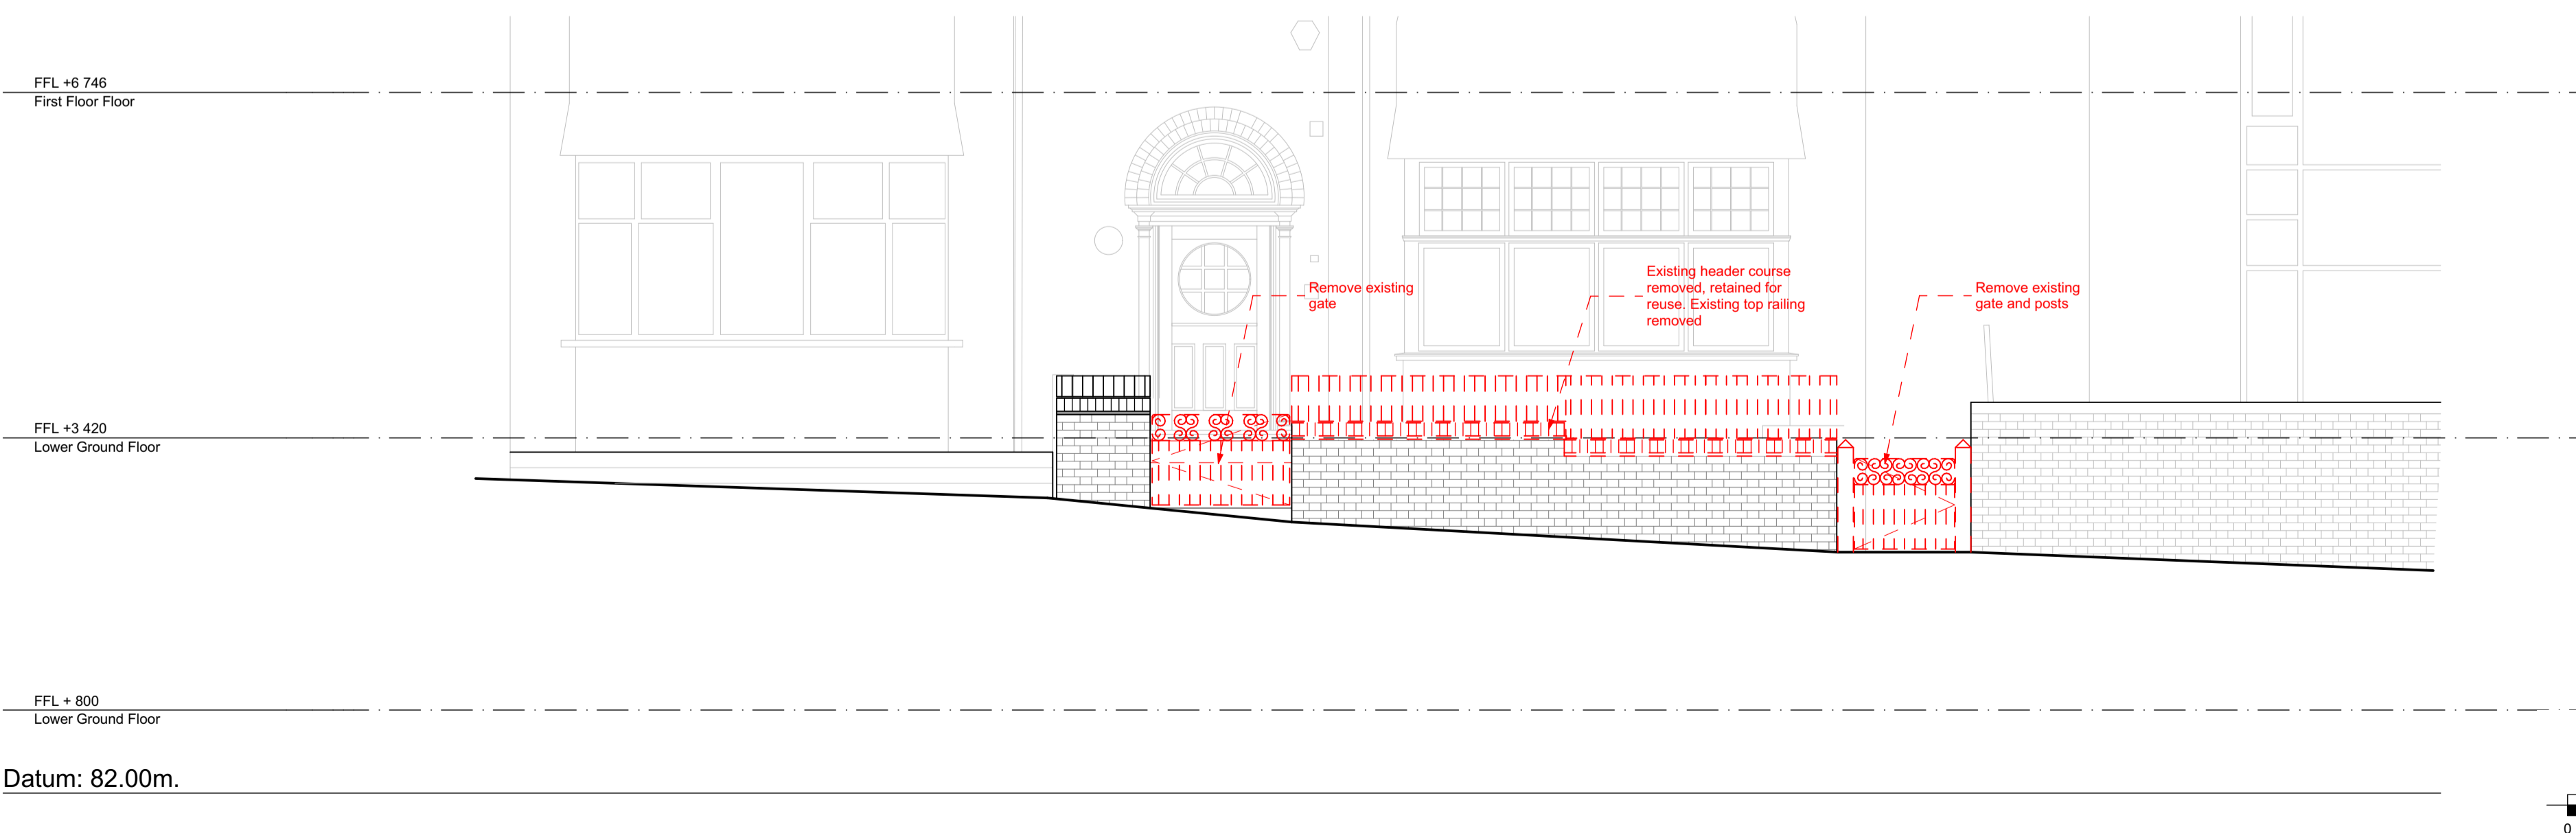 FFL +6 746
First Floor Floor
Remove existing
gate
Existing header course
removed, retained for
reuse. Existing top railing
removed
Remove existing
gate and posts
FFL +3 420
Lower Ground Floor
FFL + 800
Lower Ground Floor
Datum: 82.00m.
0